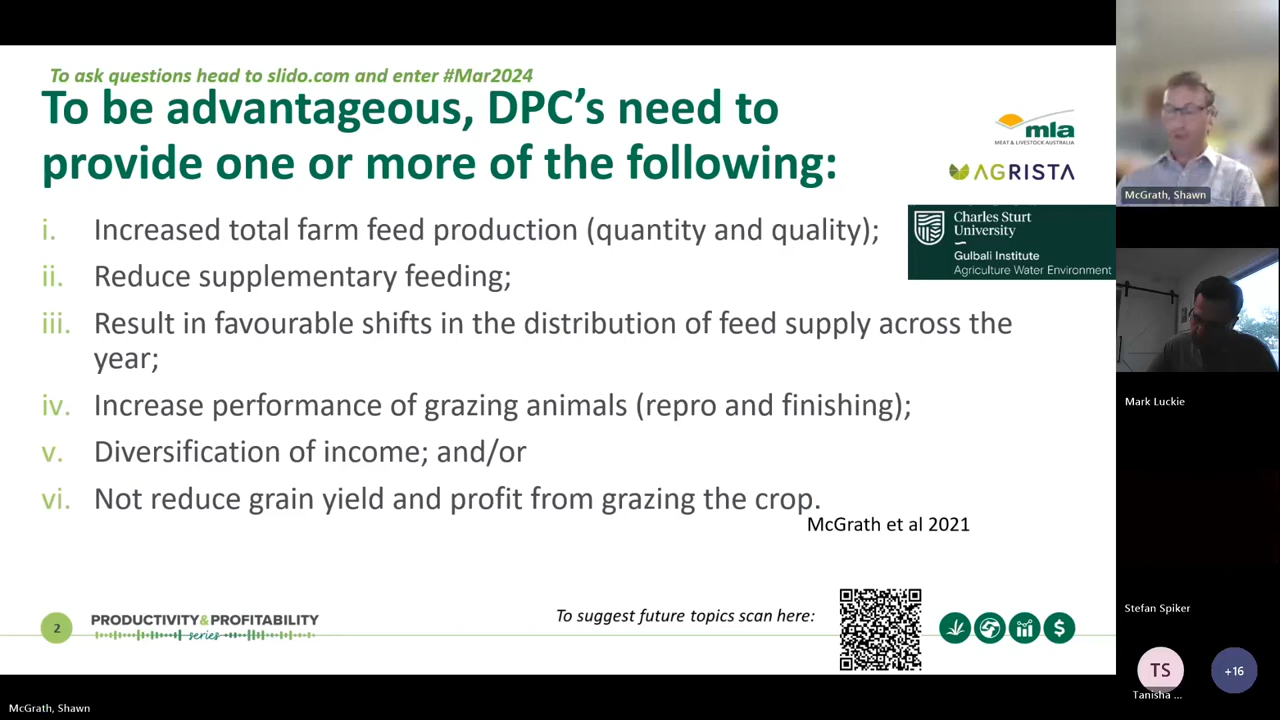 To ask questions head to slido.com and enter #Mar2024
To be advantageous, DPC's need to
provide one or more of the following:
mla
MEAT & LIVESTOCK AUSTRALIA
AGRISTA
Charles Sturt
University
Gulbali Institute
Agriculture Water Environment
i. Increased total farm feed production (quantity and quality);
ii. Reduce supplementary feeding;
iii. Result in favourable shifts in the distribution of feed supply across the
year;
iv. Increase performance of grazing animals (repro and finishing);
v. Diversification of income; and/or
vi. Not reduce grain yield and profit from grazing the crop.
McGrath et al 2021
2
PRODUCTIVITY&PROFITABILITY
series
To suggest future topics scan here:
$
McGrath, Shawn
McGrath, Shawn
Mark Luckie
Stefan Spiker
TS
Tanisha ...
+16